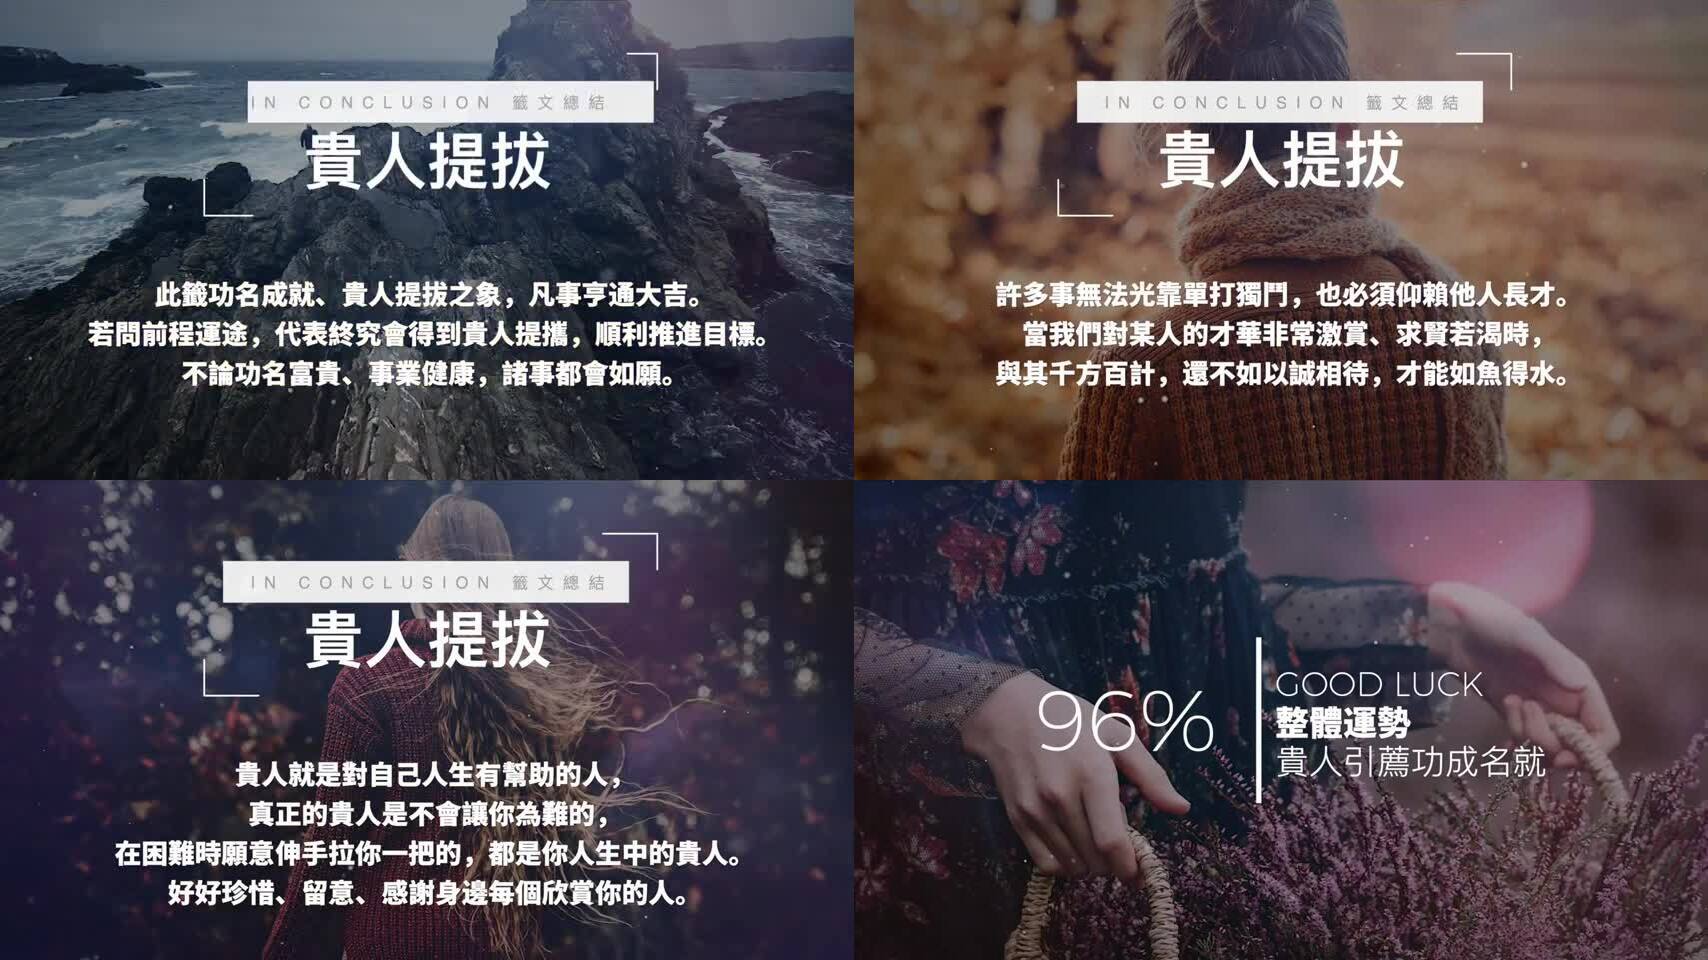 IN CONCLUSION 籤文總結
貴人提拔
此籤功名成就、貴人提拔之象，凡事亨通大吉。
若問前程運途，代表終究會得到貴人提攜，順利推進目標。
不論功名富貴、事業健康，諸事都會如願。
IN CONCLUSION 籤文總結
貴人提拔
許多事無法光靠單打獨鬥，也必須仰賴他人長才。
當我們對某人的才華非常激賞、求賢若渴時，
與其千方百計，還不如以誠相待，才能如魚得水。
IN CONCLUSION 籤文總結
貴人提拔
貴人就是對自己人生有幫助的人，
真正的貴人是不會讓你為難的，
在困難時願意伸手拉你一把的，都是你人生中的貴人。
好好珍惜、留意、感謝身邊每個欣賞你的人。
96%
GOOD LUCK
整體運勢
貴人引薦功成名就